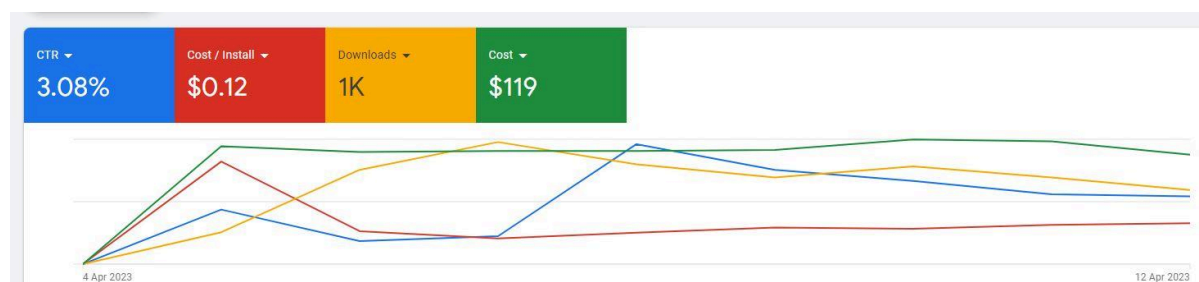 CTR
3.08%
Cost / Install
$0.12
Downloads
1K
Cost
$119
4 Apr 2023
12 Apr 2023